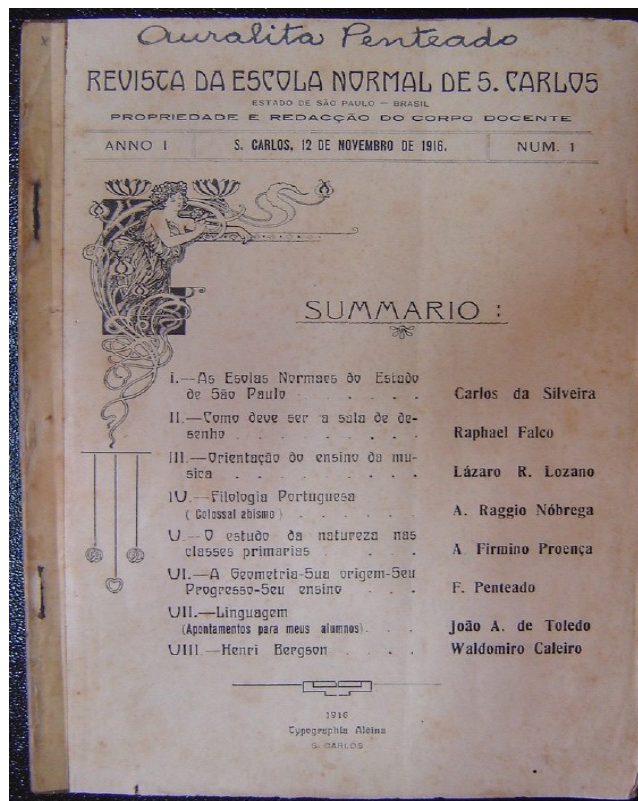 Auralita Penteado
REVISTA DA ESCOLA NORMAL DE S. CARLOS
ESTADO DE SÃO PAULO — BRASIL
PROPRIEDADE E REDACÇÃO DO CORPO DOCENTE
ANNO I S. CARLOS, 12 DE NOVEMBRO DE 1916. NUM. 1
SUMMARIO :
I.—As Escolas Normaes do Estado
de São Paulo . . . . . Carlos da Silveira
II.—Como deve ser a sala de de-
senho . . . . . . Raphael Falco
III.—Orientação do ensino da mu-
sica . . . . . . Lázaro R. Lozano
IV.—Filologia Portuguesa
( Colossal abismo ) . . . . A. Raggio Nóbrega
V.—O estudo da natureza nas
classes primarias . . A. Firmino Proença
VI.—A Geometria-Sua origem-Seu
Progresso-Seu ensino . . . F. Penteado
VII.—Linguagem
(Apontamentos para meus alumnos) . . . João A. de Toledo
VIII.—Henri Bergson . . . . Waldomiro Caleiro
1916
Typographia Aldina
S. CARLOS